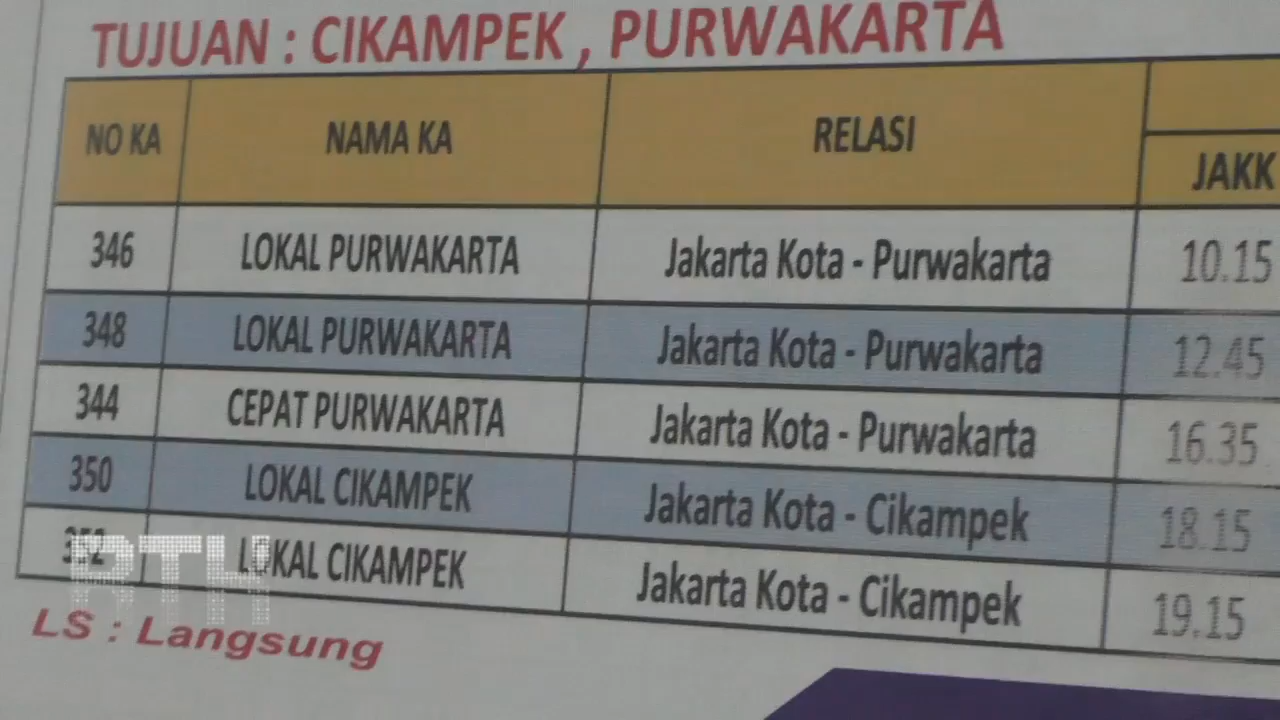 TUJUAN : CIKAMPEK , PURWAKARTA
NO KA NAMA KA RELASI JAKK
346 LOKAL PURWAKARTA Jakarta Kota - Purwakarta 10.15
348 LOKAL PURWAKARTA Jakarta Kota - Purwakarta 12.45
344 CEPAT PURWAKARTA Jakarta Kota - Purwakarta 16.35
350 LOKAL CIKAMPEK Jakarta Kota - Cikampek 18.15
352 LOKAL CIKAMPEK Jakarta Kota - Cikampek 19.15
RTH
LS : Langsung